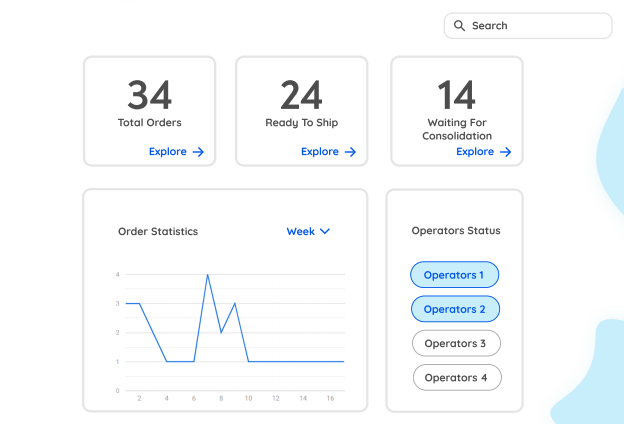 Search
34
Total Orders
Explore
24
Ready To Ship
Explore
14
Waiting For
Consolidation
Explore
Order Statistics
Week
4
3
2
1
0
2 4 6 8 10 12 14 16
Operators Status
Operators 1
Operators 2
Operators 3
Operators 4